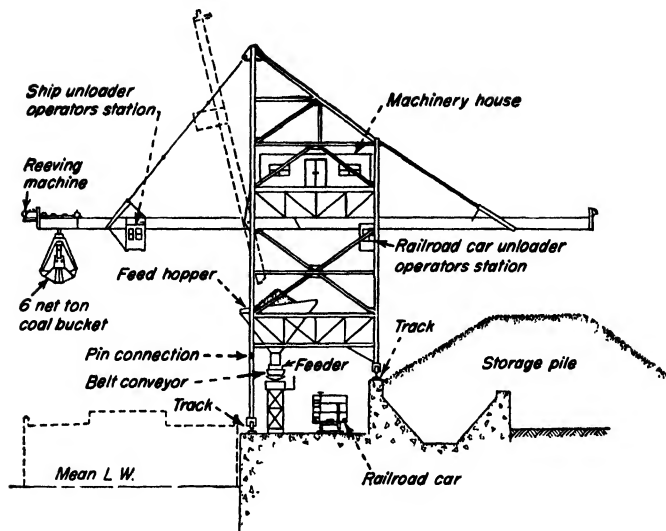 Ship unloader
operators station
Machinery house
Reeving
machine
Railroad car unloader
operators station
Feed hopper
6 net ton
coal bucket
Track
Pin connection
Feeder
Storage pile
Belt conveyor
Track
Mean L. W.
Railroad car